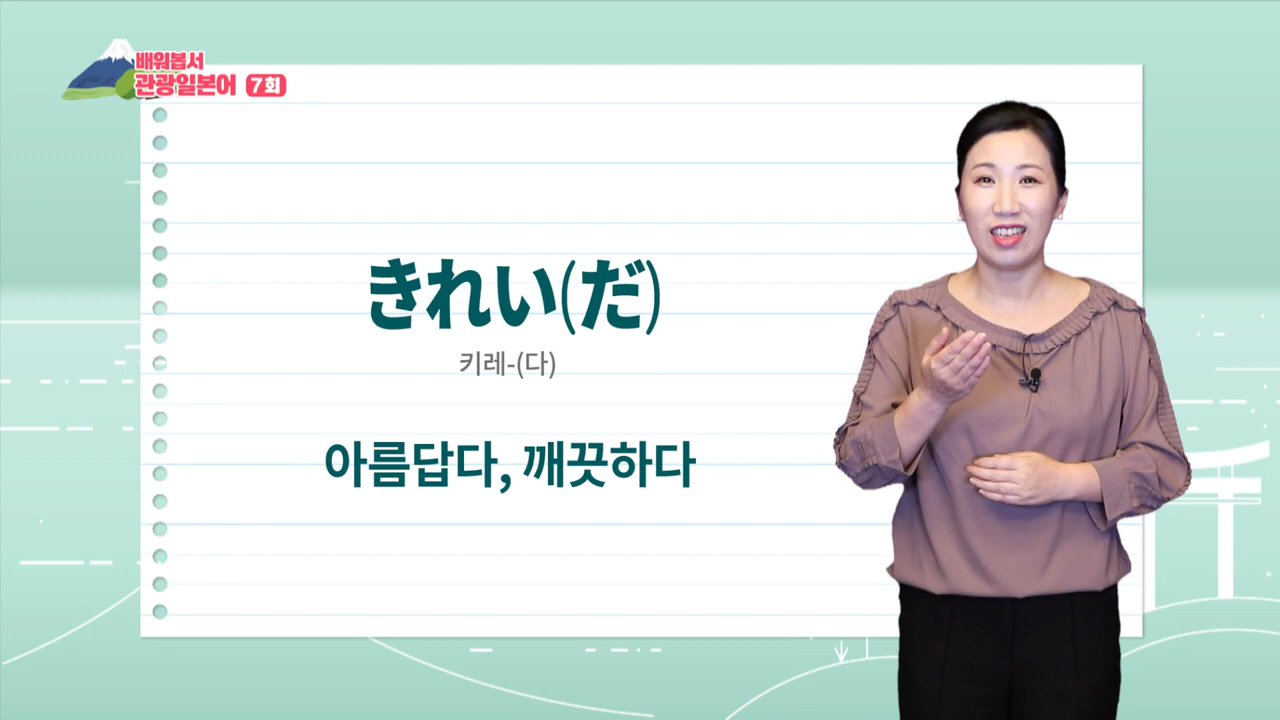 배워봅서
관광일본어 7회
きれい(だ)
키레-(다)
아름답다, 깨끗하다